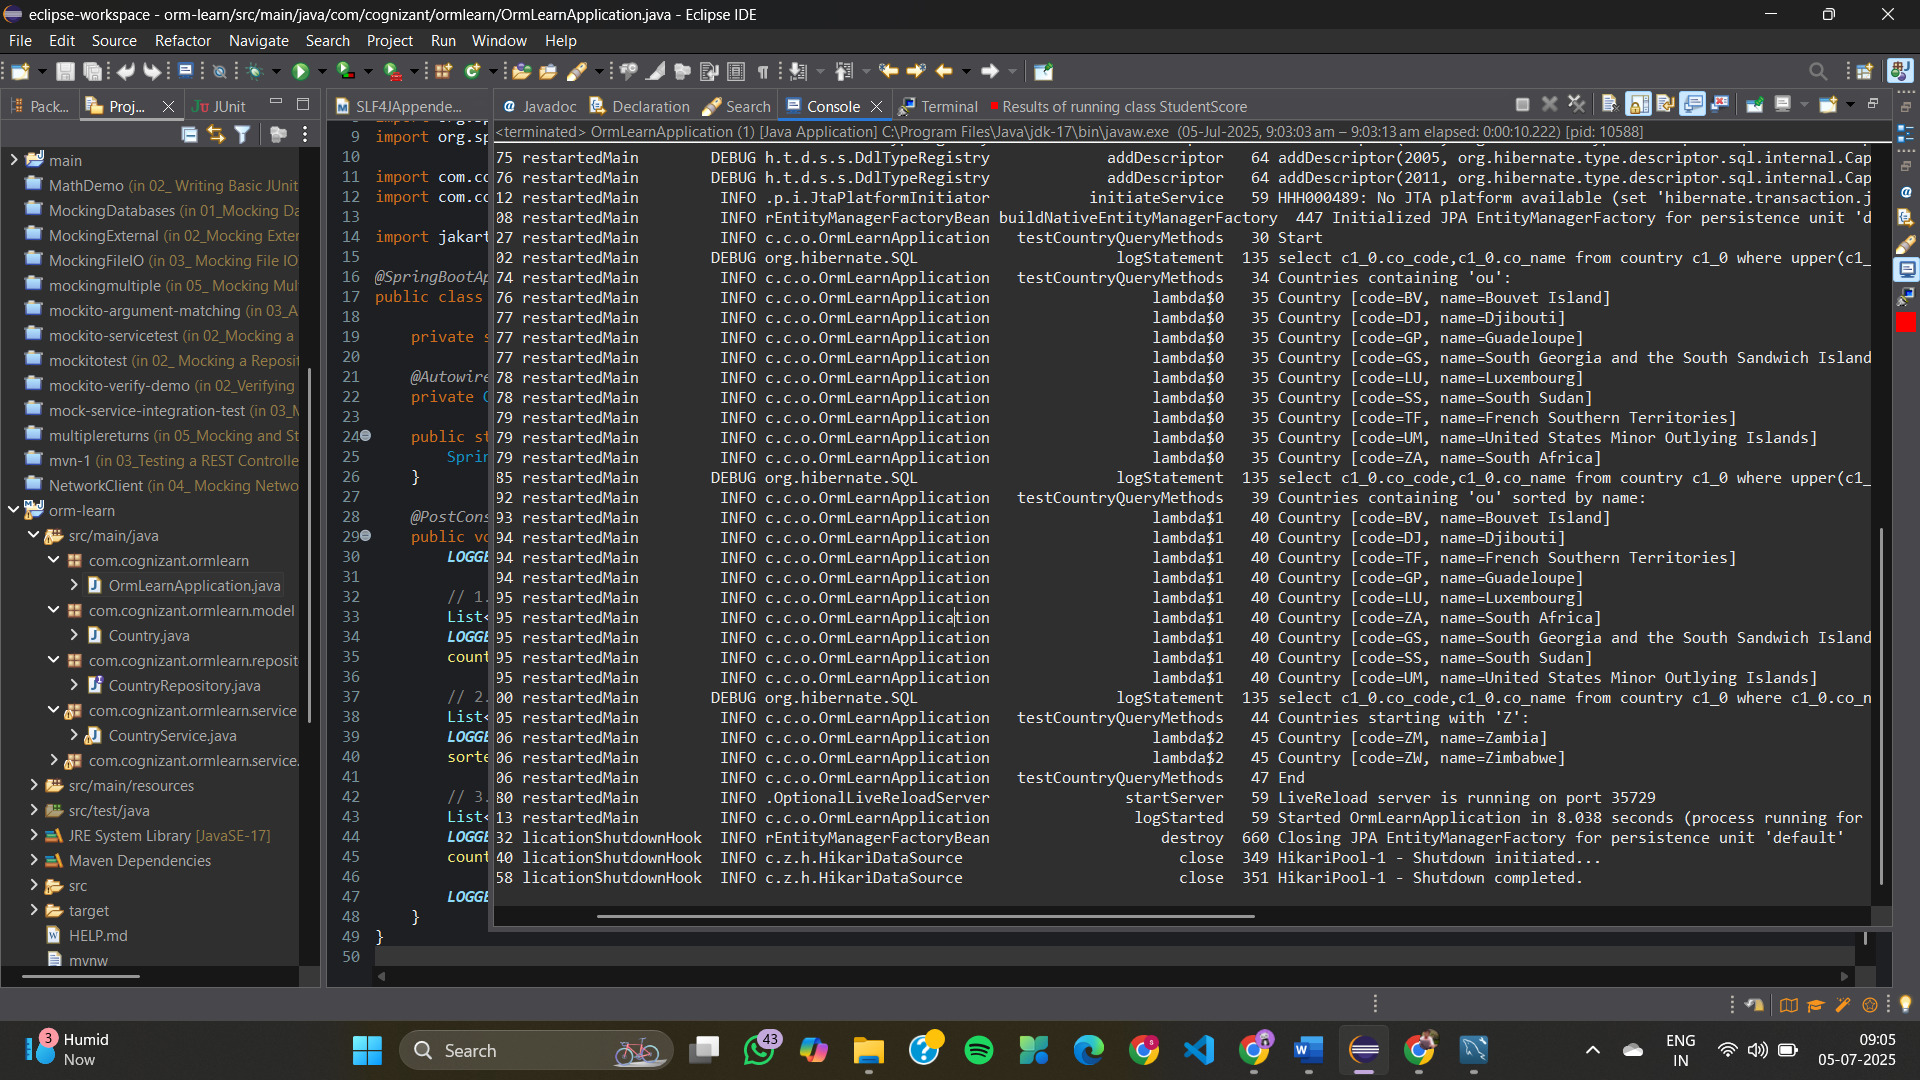 eclipse-workspace - orm-learn/src/main/java/com/cognizant/ormlearn/OrmLearnApplication.java - Eclipse IDE
File Edit Source Refactor Navigate Search Project Run Window Help
Pack... Proj... JUnit
main
MathDemo (in 02_ Writing Basic JUnit
MockingDatabases (in 01_Mocking Da
MockingExternal (in 02_Mocking Exter
MockingFileIO (in 03_ Mocking File IO
mockingmultiple (in 05_ Mocking Mul
mockito-argument-matching (in 03_A
mockito-servicetest (in 02_Mocking a
mockitotest (in 02_ Mocking a Reposit
mockito-verify-demo (in 02_Verifying
mock-service-integration-test (in 03_M
multiplereturns (in 05_Mocking and St
mvn-1 (in 03_Testing a REST Controlle
NetworkClient (in 04_ Mocking Netwo
orm-learn
src/main/java
com.cognizant.ormlearn
OrmLearnApplication.java
com.cognizant.ormlearn.model
Country.java
com.cognizant.ormlearn.reposit
CountryRepository.java
com.cognizant.ormlearn.service
CountryService.java
com.cognizant.ormlearn.service.
src/main/resources
src/test/java
JRE System Library [JavaSE-17]
Maven Dependencies
src
target
HELP.md
mvnw
SLF4JAppende...
9 import org.sp
10
11 import com.co
12 import com.co
13
14 import jakart
15
16 @SpringBootAp
17 public class
18
19 private s
20
21 @Autowire
22 private C
23
24 public st
25 Sprin
26 }
27
28 @PostCons
29 public vo
30 LOGGE
31
32 // 1.
33 List<
34 LOGGE
35 count
36
37 // 2.
38 List<
39 LOGGE
40 sorte
41
42 // 3.
43 List<
44 LOGGE
45 count
46
47 LOGGE
48 }
49 }
50
Javadoc Declaration Search Console Terminal Results of running class StudentScore
<terminated> OrmLearnApplication (1) [Java Application] C:\Program Files\Java\jdk-17\bin\javaw.exe (05-Jul-2025, 9:03:03 am – 9:03:13 am elapsed: 0:00:10.222) [pid: 10588]
75 restartedMain DEBUG h.t.d.s.s.DdlTypeRegistry addDescriptor 64 addDescriptor(2005, org.hibernate.type.descriptor.sql.internal.Cap
76 restartedMain DEBUG h.t.d.s.s.DdlTypeRegistry addDescriptor 64 addDescriptor(2011, org.hibernate.type.descriptor.sql.internal.Cap
12 restartedMain INFO .p.i.JtaPlatformInitiator initiateService 59 HHH000489: No JTA platform available (set 'hibernate.transaction.j
08 restartedMain INFO rEntityManagerFactoryBean buildNativeEntityManagerFactory 447 Initialized JPA EntityManagerFactory for persistence unit 'd
27 restartedMain INFO c.c.o.OrmLearnApplication testCountryQueryMethods 30 Start
02 restartedMain DEBUG org.hibernate.SQL logStatement 135 select c1_0.co_code,c1_0.co_name from country c1_0 where upper(c1_
74 restartedMain INFO c.c.o.OrmLearnApplication testCountryQueryMethods 34 Countries containing 'ou':
76 restartedMain INFO c.c.o.OrmLearnApplication lambda$0 35 Country [code=BV, name=Bouvet Island]
77 restartedMain INFO c.c.o.OrmLearnApplication lambda$0 35 Country [code=DJ, name=Djibouti]
77 restartedMain INFO c.c.o.OrmLearnApplication lambda$0 35 Country [code=GP, name=Guadeloupe]
77 restartedMain INFO c.c.o.OrmLearnApplication lambda$0 35 Country [code=GS, name=South Georgia and the South Sandwich Island
78 restartedMain INFO c.c.o.OrmLearnApplication lambda$0 35 Country [code=LU, name=Luxembourg]
78 restartedMain INFO c.c.o.OrmLearnApplication lambda$0 35 Country [code=SS, name=South Sudan]
79 restartedMain INFO c.c.o.OrmLearnApplication lambda$0 35 Country [code=TF, name=French Southern Territories]
79 restartedMain INFO c.c.o.OrmLearnApplication lambda$0 35 Country [code=UM, name=United States Minor Outlying Islands]
79 restartedMain INFO c.c.o.OrmLearnApplication lambda$0 35 Country [code=ZA, name=South Africa]
85 restartedMain DEBUG org.hibernate.SQL logStatement 135 select c1_0.co_code,c1_0.co_name from country c1_0 where upper(c1_
92 restartedMain INFO c.c.o.OrmLearnApplication testCountryQueryMethods 39 Countries containing 'ou' sorted by name:
93 restartedMain INFO c.c.o.OrmLearnApplication lambda$1 40 Country [code=BV, name=Bouvet Island]
94 restartedMain INFO c.c.o.OrmLearnApplication lambda$1 40 Country [code=DJ, name=Djibouti]
94 restartedMain INFO c.c.o.OrmLearnApplication lambda$1 40 Country [code=TF, name=French Southern Territories]
94 restartedMain INFO c.c.o.OrmLearnApplication lambda$1 40 Country [code=GP, name=Guadeloupe]
95 restartedMain INFO c.c.o.OrmLearnApplication lambda$1 40 Country [code=LU, name=Luxembourg]
95 restartedMain INFO c.c.o.OrmLearnApplication lambda$1 40 Country [code=ZA, name=South Africa]
95 restartedMain INFO c.c.o.OrmLearnApplication lambda$1 40 Country [code=GS, name=South Georgia and the South Sandwich Island
95 restartedMain INFO c.c.o.OrmLearnApplication lambda$1 40 Country [code=SS, name=South Sudan]
95 restartedMain INFO c.c.o.OrmLearnApplication lambda$1 40 Country [code=UM, name=United States Minor Outlying Islands]
00 restartedMain DEBUG org.hibernate.SQL logStatement 135 select c1_0.co_code,c1_0.co_name from country c1_0 where c1_0.co_n
05 restartedMain INFO c.c.o.OrmLearnApplication testCountryQueryMethods 44 Countries starting with 'Z':
06 restartedMain INFO c.c.o.OrmLearnApplication lambda$2 45 Country [code=ZM, name=Zambia]
06 restartedMain INFO c.c.o.OrmLearnApplication lambda$2 45 Country [code=ZW, name=Zimbabwe]
06 restartedMain INFO c.c.o.OrmLearnApplication testCountryQueryMethods 47 End
80 restartedMain INFO .OptionalLiveReloadServer startServer 59 LiveReload server is running on port 35729
13 restartedMain INFO c.c.o.OrmLearnApplication logStarted 59 Started OrmLearnApplication in 8.038 seconds (process running for
32 licationShutdownHook INFO rEntityManagerFactoryBean destroy 660 Closing JPA EntityManagerFactory for persistence unit 'default'
40 licationShutdownHook INFO c.z.h.HikariDataSource close 349 HikariPool-1 - Shutdown initiated...
58 licationShutdownHook INFO c.z.h.HikariDataSource close 351 HikariPool-1 - Shutdown completed.
3 Humid
Now
Search
43
ENG
IN
09:05
05-07-2025